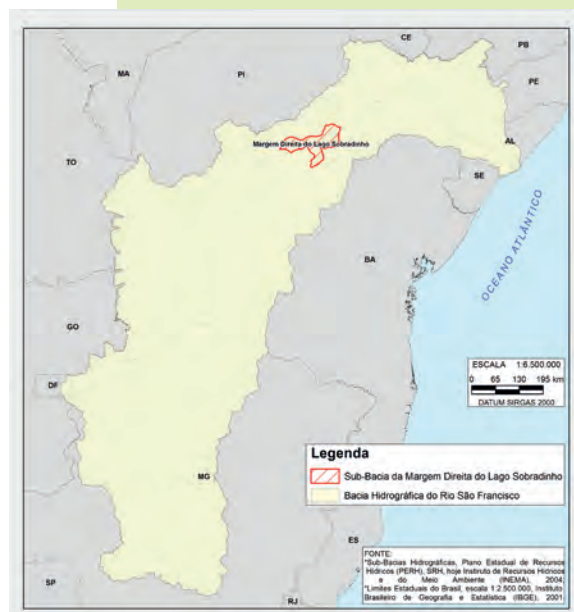 CE
PB
MA
PI
PE
Margem Direita do Lago Sobradinho
AL
TO
SE
BA
OCEANO ATLÂNTICO
GO
ESCALA 1:6.500.000
0 65 130 195 km
DATUM SIRGAS 2000
DF
Legenda
Sub-Bacia da Margem Direita do Lago Sobradinho
Bacia Hidrográfica do Rio São Francisco
MG
ES
FONTE:
*Sub-Bacias Hidrográficas, Plano Estadual de Recursos
Hídricos (PERH), SRH, hoje Instituto de Recursos Hídricos
e do Meio Ambiente (INEMA), 2004;
*Limites Estaduais do Brasil, escala 1:2.500.000, Instituto
Brasileiro de Geografia e Estatística (IBGE), 2001
SP
RJ